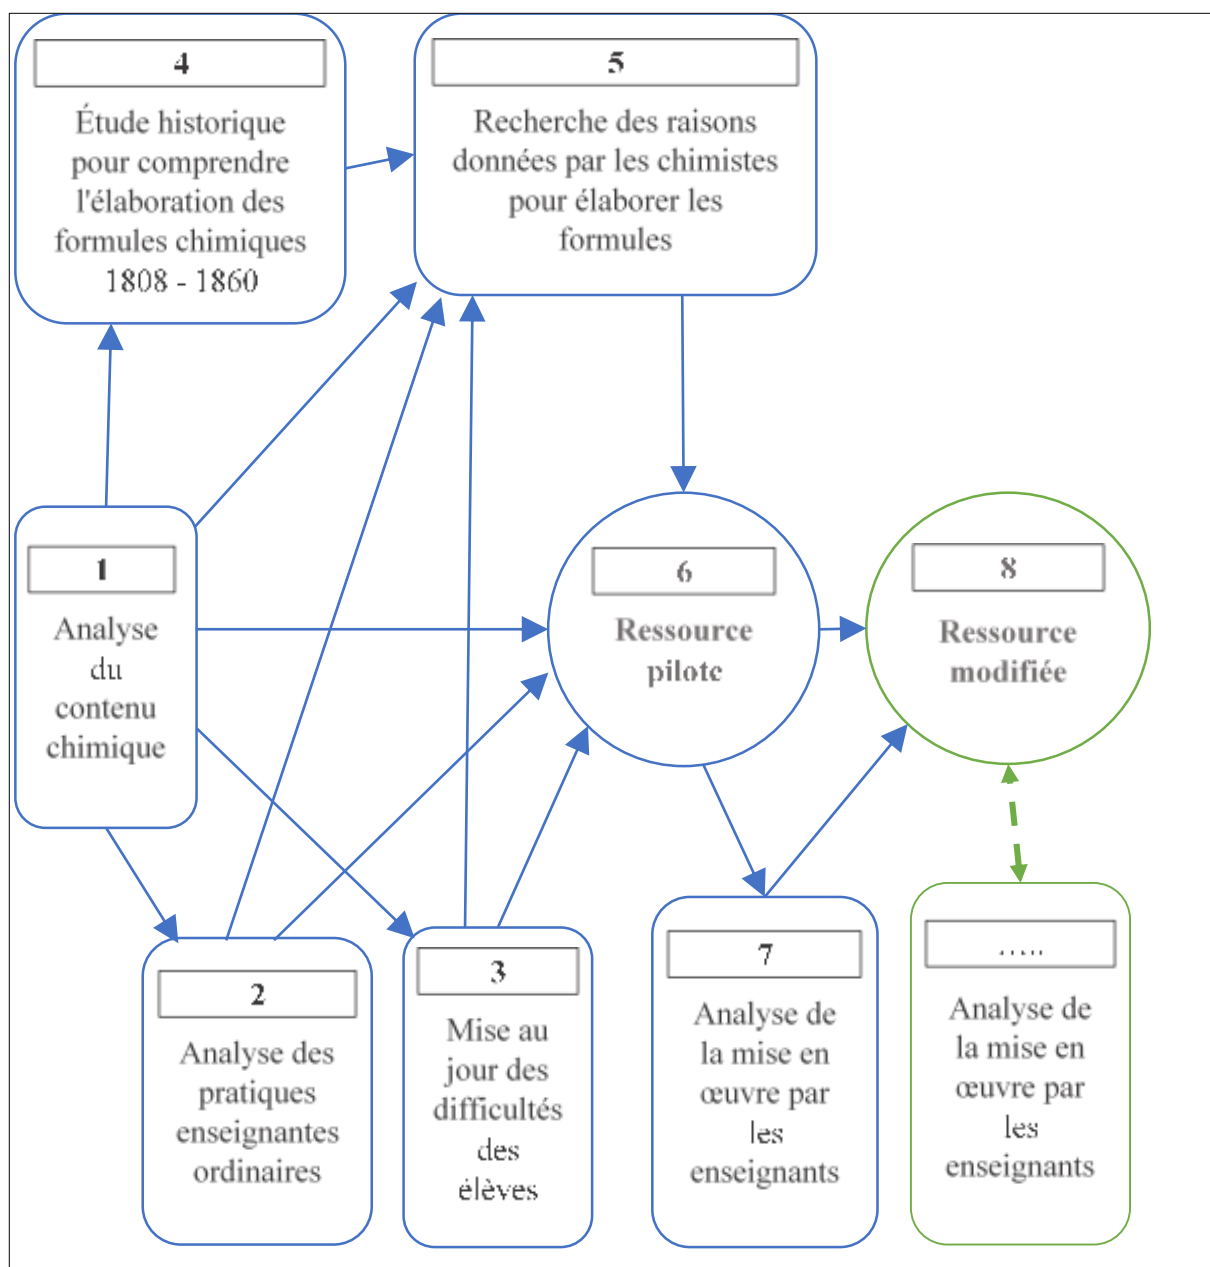 4
Étude historique
pour comprendre
l'élaboration des
formules chimiques
1808 - 1860
5
Recherche des raisons
données par les chimistes
pour élaborer les
formules
1
Analyse
du
contenu
chimique
6
Ressource
pilote
8
Ressource
modifiée
2
Analyse des
pratiques
enseignantes
ordinaires
3
Mise au
jour des
difficultés
des
élèves
7
Analyse de
la mise en
œuvre par
les
enseignants
.....
Analyse de
la mise en
œuvre par
les
enseignants